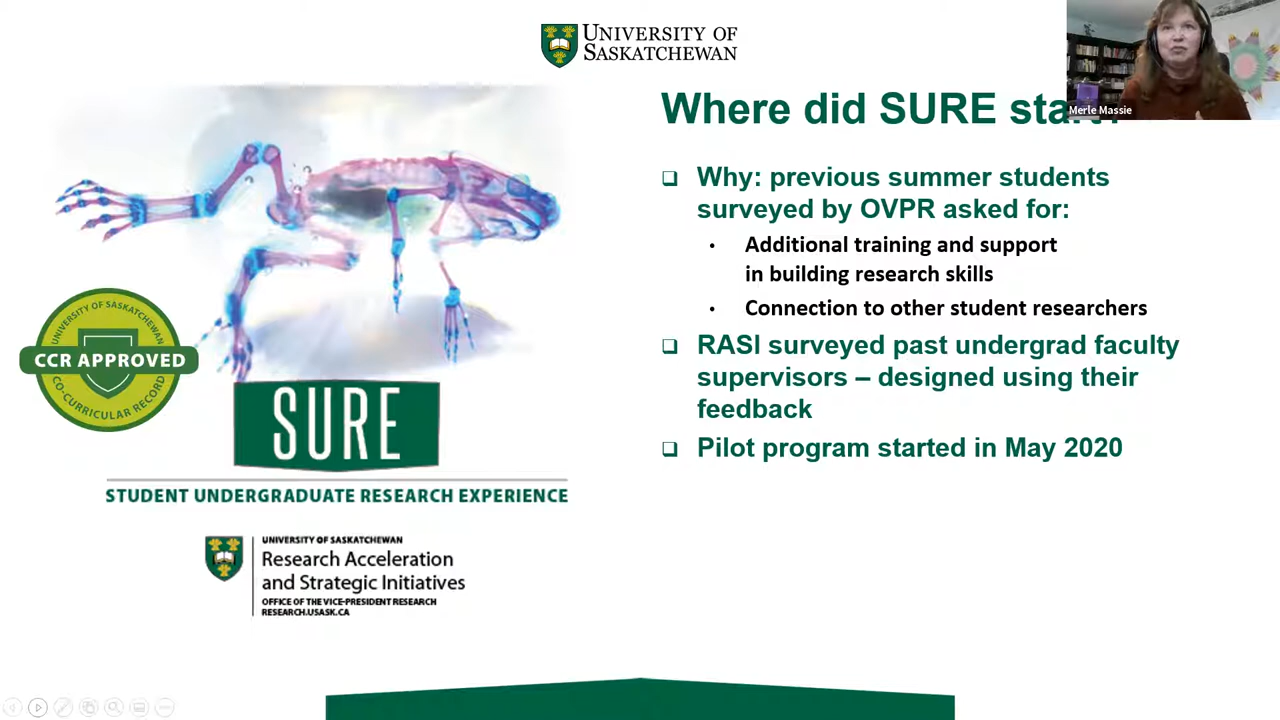 UNIVERSITY OF
SASKATCHEWAN
Merle Massie
Where did SURE
Why: previous summer students
surveyed by OVPR asked for:
Additional training and support
in building research skills
Connection to other student researchers
RASI surveyed past undergrad faculty
supervisors – designed using their
feedback
Pilot program started in May 2020
UNIVERSITY OF SASKATCHEWAN
CCR APPROVED
CO-CURRICULAR RECORD
SURE
STUDENT UNDERGRADUATE RESEARCH EXPERIENCE
UNIVERSITY OF SASKATCHEWAN
Research Acceleration
and Strategic Initiatives
OFFICE OF THE VICE-PRESIDENT RESEARCH
RESEARCH.USASK.CA